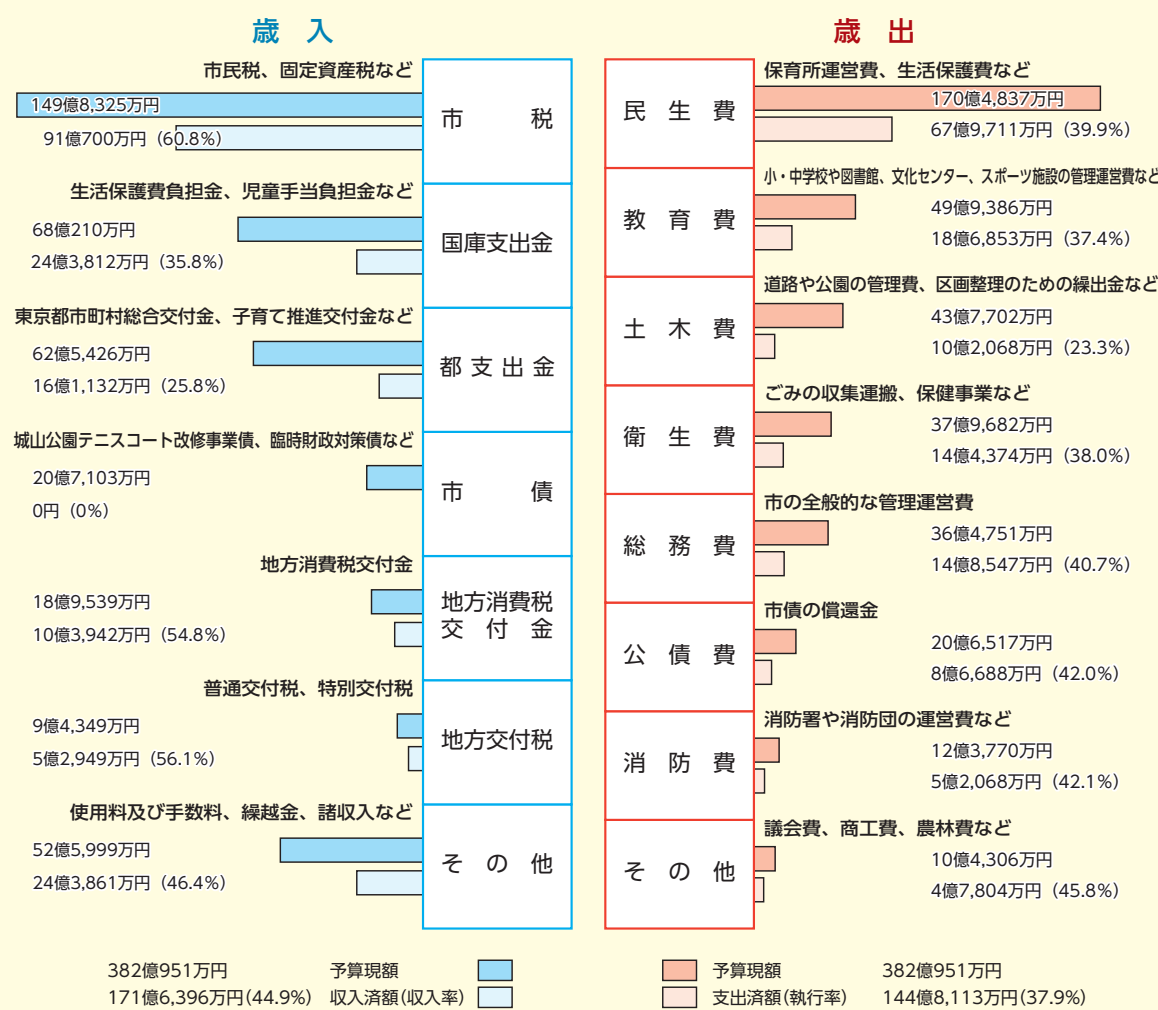 歳 入
市民税、固定資産税など
149億8,325万円
91億700万円（60.8％）
市 税
生活保護費負担金、児童手当負担金など
68億210万円
24億3,812万円（35.8％）
国庫支出金
東京都市町村総合交付金、子育て推進交付金など
62億5,426万円
16億1,132万円（25.8％）
都支出金
城山公園テニスコート改修事業債、臨時財政対策債など
20億7,103万円
0円（0％）
市 債
地方消費税交付金
18億9,539万円
10億3,942万円（54.8％）
地方消費税
交 付 金
普通交付税、特別交付税
9億4,349万円
5億2,949万円（56.1％）
地方交付税
使用料及び手数料、繰越金、諸収入など
52億5,999万円
24億3,861万円（46.4％）
そ の 他
382億951万円 予算現額
171億6,396万円(44.9％) 収入済額(収入率)
歳 出
保育所運営費、生活保護費など
170億4,837万円
67億9,711万円（39.9％）
民 生 費
小・中学校や図書館、文化センター、スポーツ施設の管理運営費など
49億9,386万円
18億6,853万円（37.4％）
教 育 費
道路や公園の管理費、区画整理のための繰出金など
43億7,702万円
10億2,068万円（23.3％）
土 木 費
ごみの収集運搬、保健事業など
37億9,682万円
14億4,374万円（38.0％）
衛 生 費
市の全般的な管理運営費
36億4,751万円
14億8,547万円（40.7％）
総 務 費
市債の償還金
20億6,517万円
8億6,688万円（42.0％）
公 債 費
消防署や消防団の運営費など
12億3,770万円
5億2,068万円（42.1％）
消 防 費
議会費、商工費、農林費など
10億4,306万円
4億7,804万円（45.8％）
そ の 他
予算現額 382億951万円
支出済額(執行率) 144億8,113万円(37.9％)